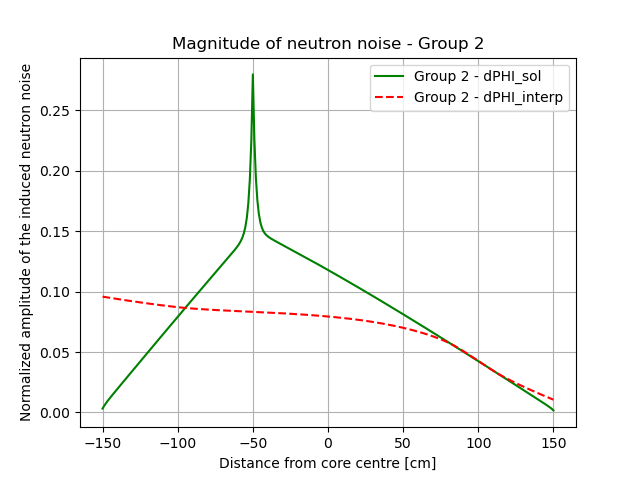 Magnitude of neutron noise - Group 2
Normalized amplitude of the induced neutron noise
0.25
0.20
0.15
0.10
0.05
0.00
Group 2 - dPHI_sol
Group 2 - dPHI_interp
−150 −100 −50 0 50 100 150
Distance from core centre [cm]